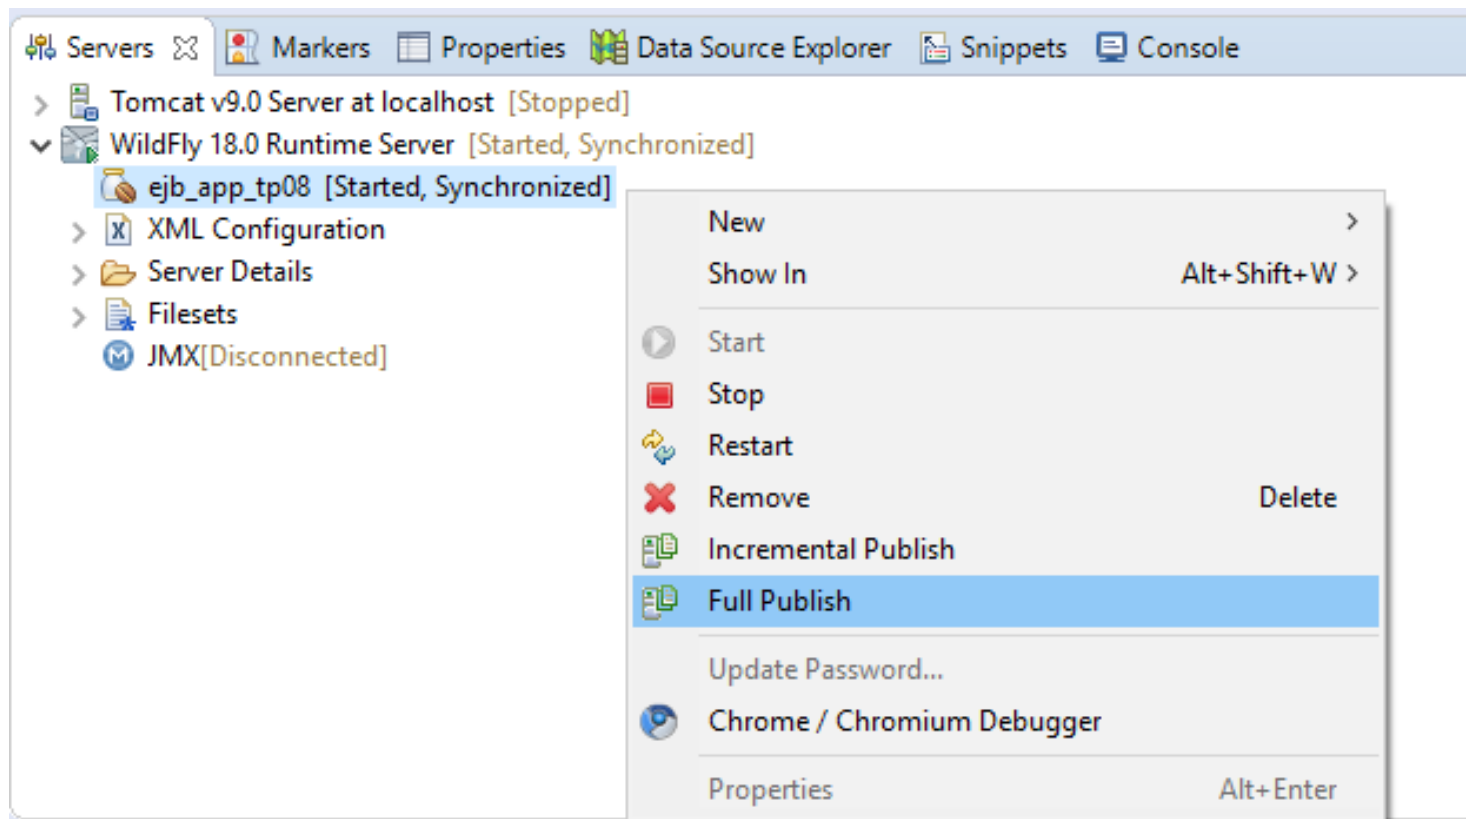 Servers Markers Properties Data Source Explorer Snippets Console
Tomcat v9.0 Server at localhost [Stopped]
WildFly 18.0 Runtime Server [Started, Synchronized]
ejb_app_tp08 [Started, Synchronized]
XML Configuration
Server Details
Filesets
JMX[Disconnected]
New
Show In Alt+Shift+W
Start
Stop
Restart
Remove Delete
Incremental Publish
Full Publish
Update Password...
Chrome / Chromium Debugger
Properties Alt+Enter